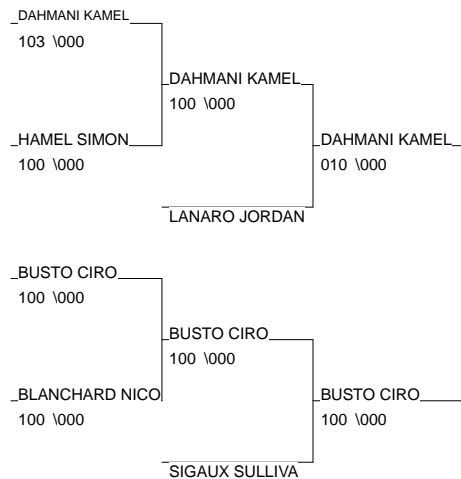 DAHMANI KAMEL
103 \000
DAHMANI KAMEL
100 \000
HAMEL SIMON
100 \000
DAHMANI KAMEL
010 \000
LANARO JORDAN
BUSTO CIRO
100 \000
BUSTO CIRO
100 \000
BLANCHARD NICO
100 \000
BUSTO CIRO
100 \000
SIGAUX SULLIVA